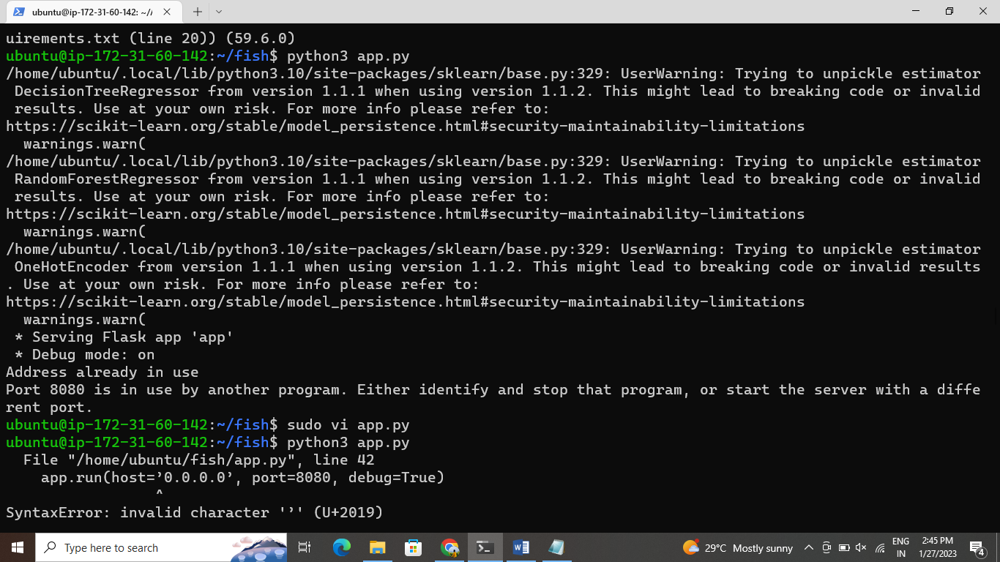 ubuntu@ip-172-31-60-142: ~/
uirements.txt (line 20)) (59.6.0)
ubuntu@ip-172-31-60-142:~/fish$ python3 app.py
/home/ubuntu/.local/lib/python3.10/site-packages/sklearn/base.py:329: UserWarning: Trying to unpickle estimator
 DecisionTreeRegressor from version 1.1.1 when using version 1.1.2. This might lead to breaking code or invalid
 results. Use at your own risk. For more info please refer to:
https://scikit-learn.org/stable/model_persistence.html#security-maintainability-limitations
  warnings.warn(
/home/ubuntu/.local/lib/python3.10/site-packages/sklearn/base.py:329: UserWarning: Trying to unpickle estimator
 RandomForestRegressor from version 1.1.1 when using version 1.1.2. This might lead to breaking code or invalid
 results. Use at your own risk. For more info please refer to:
https://scikit-learn.org/stable/model_persistence.html#security-maintainability-limitations
  warnings.warn(
/home/ubuntu/.local/lib/python3.10/site-packages/sklearn/base.py:329: UserWarning: Trying to unpickle estimator
 OneHotEncoder from version 1.1.1 when using version 1.1.2. This might lead to breaking code or invalid results
. Use at your own risk. For more info please refer to:
https://scikit-learn.org/stable/model_persistence.html#security-maintainability-limitations
  warnings.warn(
 * Serving Flask app 'app'
 * Debug mode: on
Address already in use
Port 8080 is in use by another program. Either identify and stop that program, or start the server with a diffe
rent port.
ubuntu@ip-172-31-60-142:~/fish$ sudo vi app.py
ubuntu@ip-172-31-60-142:~/fish$ python3 app.py
  File "/home/ubuntu/fish/app.py", line 42
    app.run(host=’0.0.0.0’, port=8080, debug=True)
                 ^
SyntaxError: invalid character '’' (U+2019)
Type here to search
29°C Mostly sunny
ENG
IN
2:45 PM
1/27/2023
4